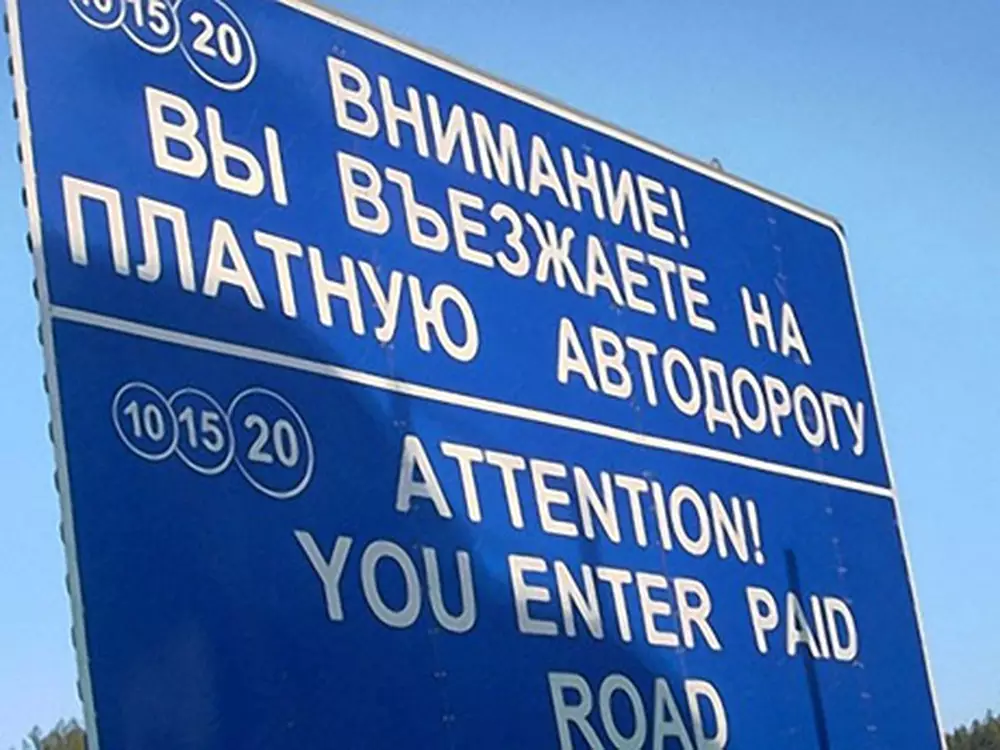 10 15 20
ВНИМАНИЕ!
ВЫ ВЪЕЗЖАЕТЕ НА
ПЛАТНУЮ АВТОДОРОГУ
10 15 20
ATTENTION!
YOU ENTER PAID
ROAD